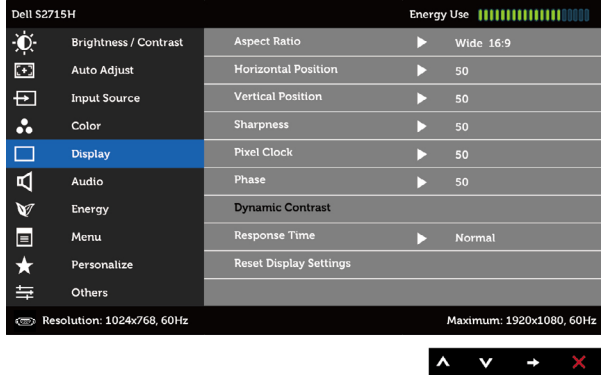 Dell S2715H Energy Use
Brightness / Contrast
Auto Adjust
Input Source
Color
Display
Audio
Energy
Menu
Personalize
Others
Aspect Ratio Wide 16:9
Horizontal Position 50
Vertical Position 50
Sharpness 50
Pixel Clock 50
Phase 50
Dynamic Contrast
Response Time Normal
Reset Display Settings
Resolution: 1024x768, 60Hz Maximum: 1920x1080, 60Hz